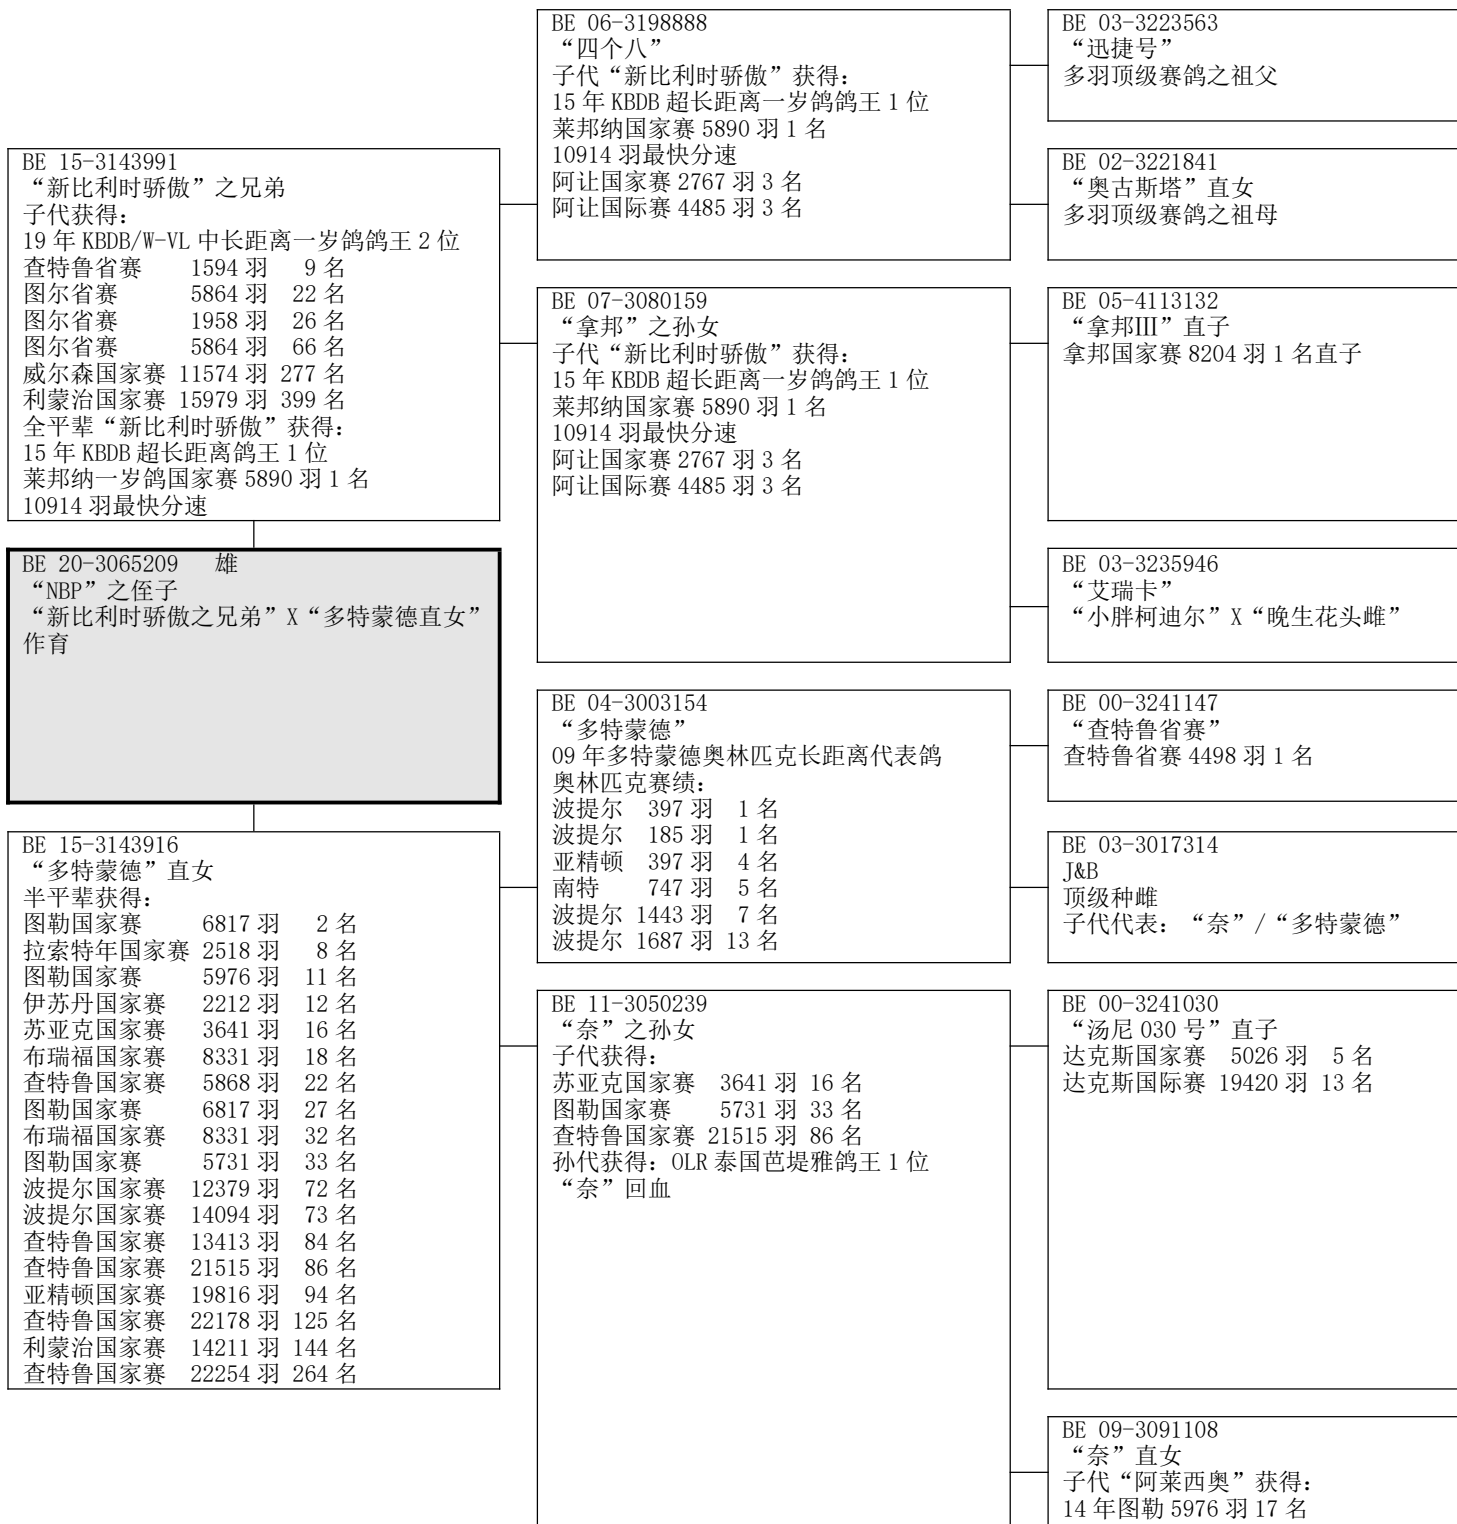 BE 15-3143991
“新比利时骄傲”之兄弟
子代获得：
19 年 KBDB/W-VL 中长距离一岁鸽鸽王 2 位
查特鲁省赛 1594 羽 9 名
图尔省赛 5864 羽 22 名
图尔省赛 1958 羽 26 名
图尔省赛 5864 羽 66 名
威尔森国家赛 11574 羽 277 名
利蒙治国家赛 15979 羽 399 名
全平辈“新比利时骄傲”获得：
15 年 KBDB 超长距离鸽王 1 位
莱邦纳一岁鸽国家赛 5890 羽 1 名
10914 羽最快分速
BE 20-3065209 雄
“NBP”之侄子
“新比利时骄傲之兄弟”X“多特蒙德直女”
作育
BE 15-3143916
“多特蒙德”直女
半平辈获得：
图勒国家赛 6817 羽 2 名
拉索特年国家赛 2518 羽 8 名
图勒国家赛 5976 羽 11 名
伊苏丹国家赛 2212 羽 12 名
苏亚克国家赛 3641 羽 16 名
布瑞福国家赛 8331 羽 18 名
查特鲁国家赛 5868 羽 22 名
图勒国家赛 6817 羽 27 名
布瑞福国家赛 8331 羽 32 名
图勒国家赛 5731 羽 33 名
波提尔国家赛 12379 羽 72 名
波提尔国家赛 14094 羽 73 名
查特鲁国家赛 13413 羽 84 名
查特鲁国家赛 21515 羽 86 名
亚精顿国家赛 19816 羽 94 名
查特鲁国家赛 22178 羽 125 名
利蒙治国家赛 14211 羽 144 名
查特鲁国家赛 22254 羽 264 名
BE 06-3198888
“四个八”
子代“新比利时骄傲”获得：
15 年 KBDB 超长距离一岁鸽鸽王 1 位
莱邦纳国家赛 5890 羽 1 名
10914 羽最快分速
阿让国家赛 2767 羽 3 名
阿让国际赛 4485 羽 3 名
BE 07-3080159
“拿邦”之孙女
子代“新比利时骄傲”获得：
15 年 KBDB 超长距离一岁鸽鸽王 1 位
莱邦纳国家赛 5890 羽 1 名
10914 羽最快分速
阿让国家赛 2767 羽 3 名
阿让国际赛 4485 羽 3 名
BE 04-3003154
“多特蒙德”
09 年多特蒙德奥林匹克长距离代表鸽
奥林匹克赛绩：
波提尔 397 羽 1 名
波提尔 185 羽 1 名
亚精顿 397 羽 4 名
南特 747 羽 5 名
波提尔 1443 羽 7 名
波提尔 1687 羽 13 名
BE 11-3050239
“奈”之孙女
子代获得：
苏亚克国家赛 3641 羽 16 名
图勒国家赛 5731 羽 33 名
查特鲁国家赛 21515 羽 86 名
孙代获得：OLR 泰国芭堤雅鸽王 1 位
“奈”回血
BE 03-3223563
“迅捷号”
多羽顶级赛鸽之祖父
BE 02-3221841
“奥古斯塔”直女
多羽顶级赛鸽之祖母
BE 05-4113132
“拿邦Ⅲ”直子
拿邦国家赛 8204 羽 1 名直子
BE 03-3235946
“艾瑞卡”
“小胖柯迪尔”X“晚生花头雌”
BE 00-3241147
“查特鲁省赛”
查特鲁省赛 4498 羽 1 名
BE 03-3017314
J&B
顶级种雌
子代代表：“奈”/“多特蒙德”
BE 00-3241030
“汤尼 030 号”直子
达克斯国家赛 5026 羽 5 名
达克斯国际赛 19420 羽 13 名
BE 09-3091108
“奈”直女
子代“阿莱西奥”获得：
14 年图勒 5976 羽 17 名